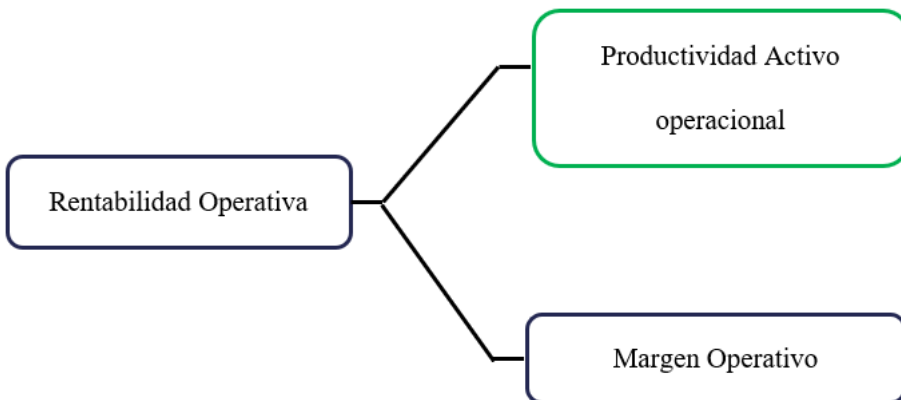 Productividad Activo
operacional
Rentabilidad Operativa
Margen Operativo